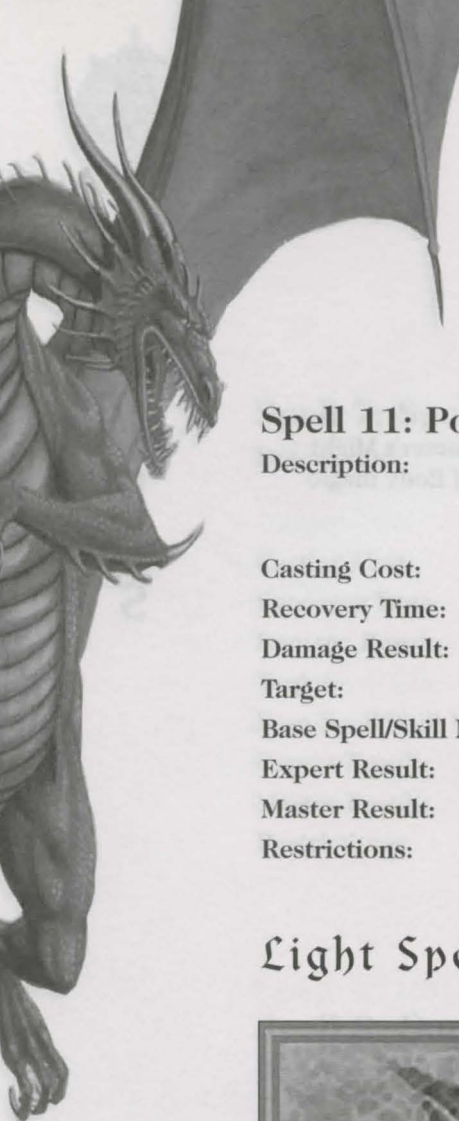 Spell 11: Po
Description:
Casting Cost:
Recovery Time:
Damage Result:
Target:
Base Spell/Skill
Expert Result:
Master Result:
Restrictions:
Light Spe